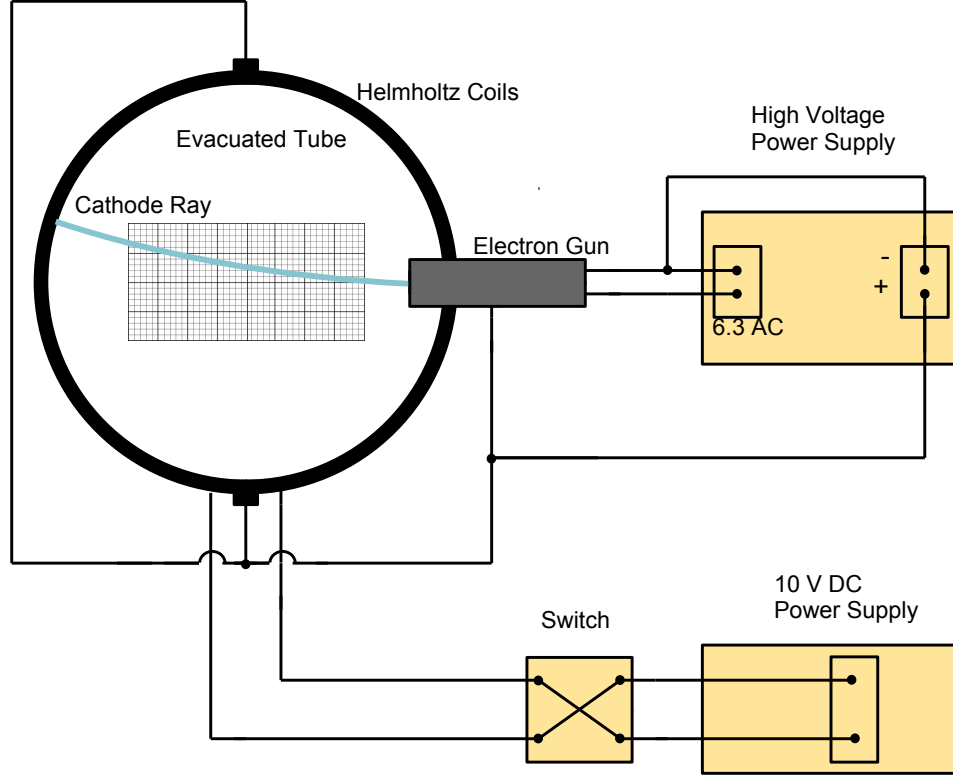 Helmholtz Coils
Evacuated Tube
High Voltage
Power Supply
Cathode Ray
Electron Gun
-
+
6.3 AC
10 V DC
Power Supply
Switch